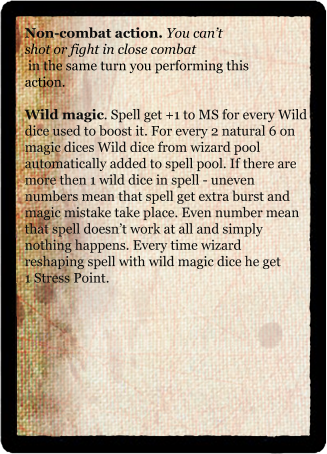 Non-combat action. You can't
shot or fight in close combat
in the same turn you performing this
action.
Wild magic. Spell get +1 to MS for every Wild
dice used to boost it. For every 2 natural 6 on
magic dices Wild dice from wizard pool
automatically added to spell pool. If there are
more then 1 wild dice in spell - uneven
numbers mean that spell get extra burst and
magic mistake take place. Even number mean
that spell doesn't work at all and simply
nothing happens. Every time wizard
reshaping spell with wild magic dice he get
1 Stress Point.